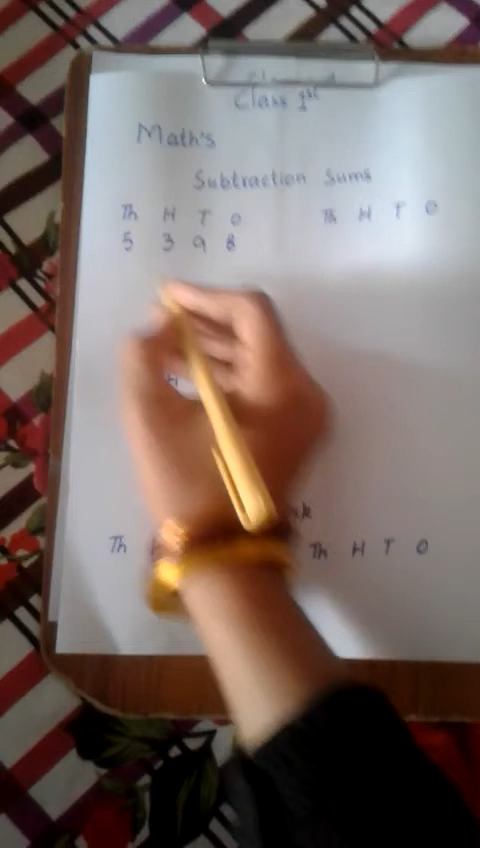 Class 1st
Math's
Subtraction Sums
Th H T O Th H T O
5 3 9 8
H
Th Th H T O